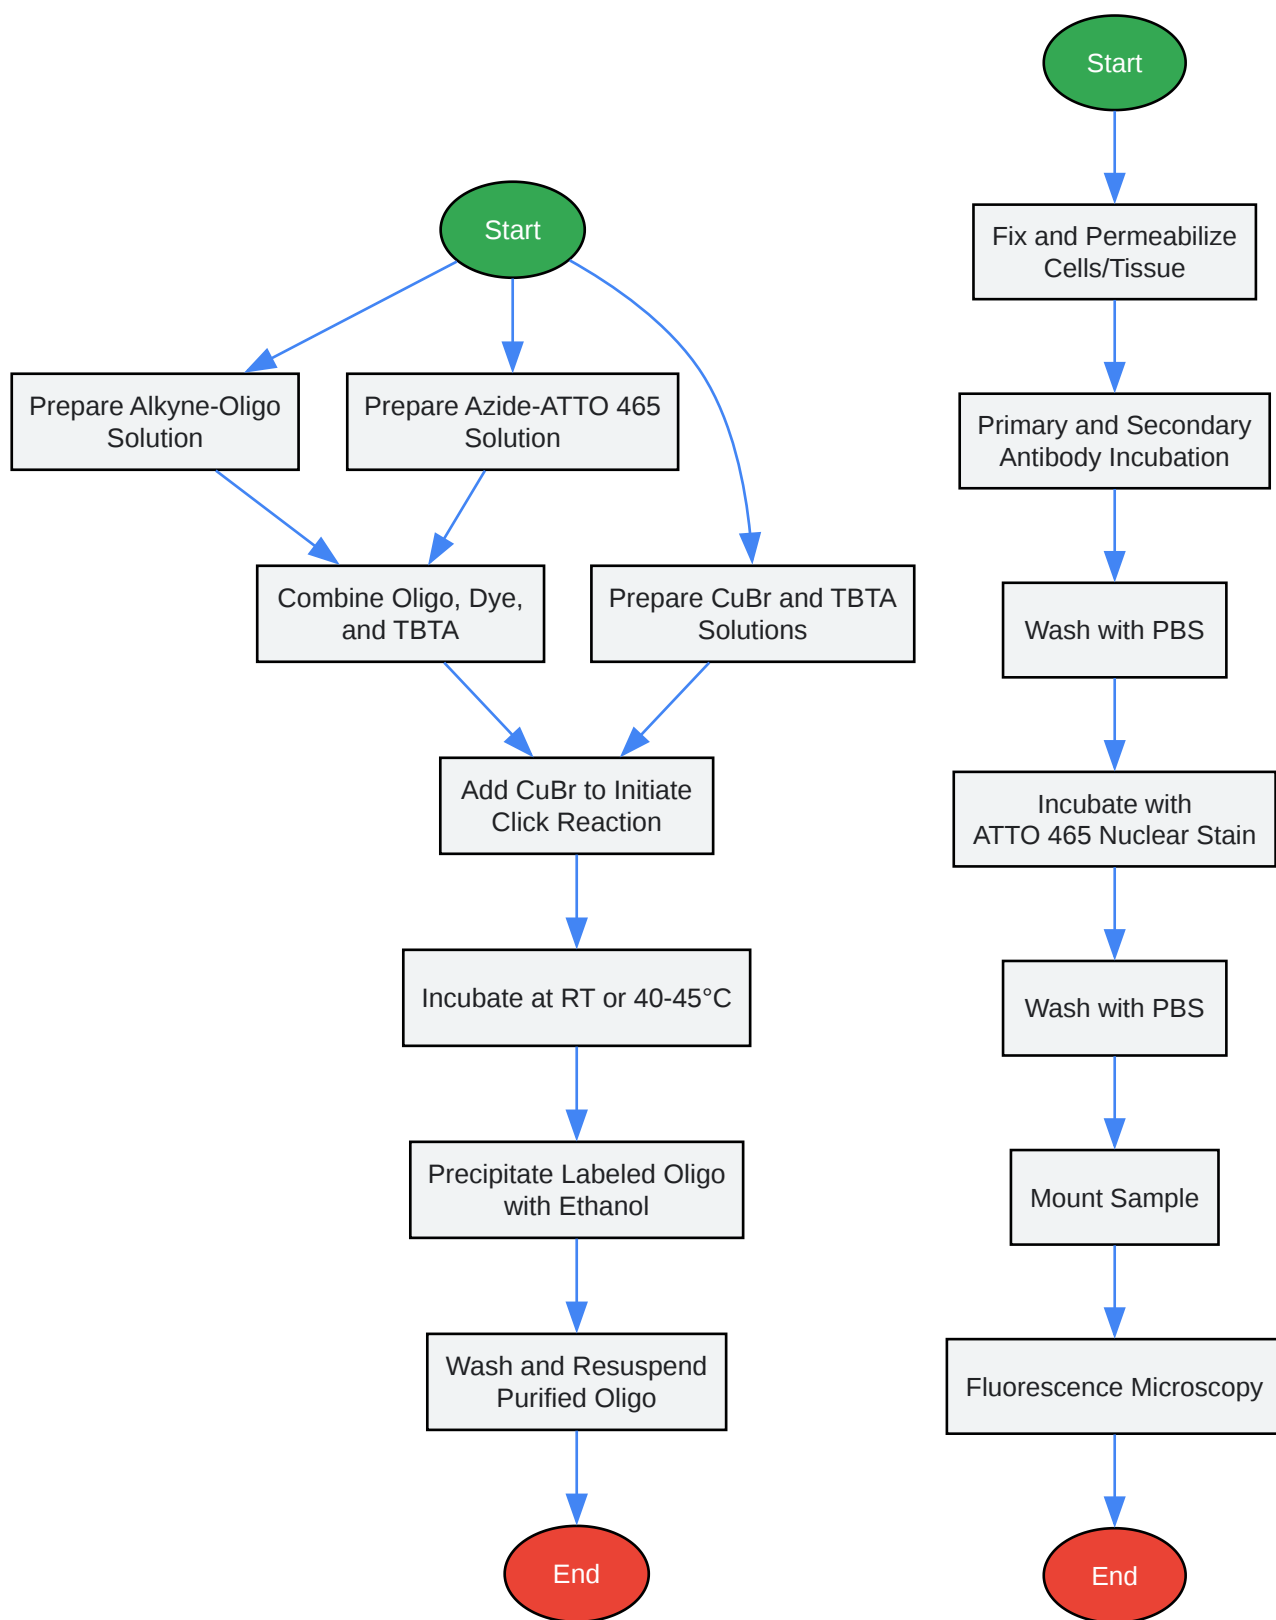 Start
Prepare Alkyne-Oligo
Solution
Prepare Azide-ATTO 465
Solution
Combine Oligo, Dye,
and TBTA
Prepare CuBr and TBTA
Solutions
Add CuBr to Initiate
Click Reaction
Incubate at RT or 40-45°C
Precipitate Labeled Oligo
with Ethanol
Wash and Resuspend
Purified Oligo
End
Start
Fix and Permeabilize
Cells/Tissue
Primary and Secondary
Antibody Incubation
Wash with PBS
Incubate with
ATTO 465 Nuclear Stain
Wash with PBS
Mount Sample
Fluorescence Microscopy
End